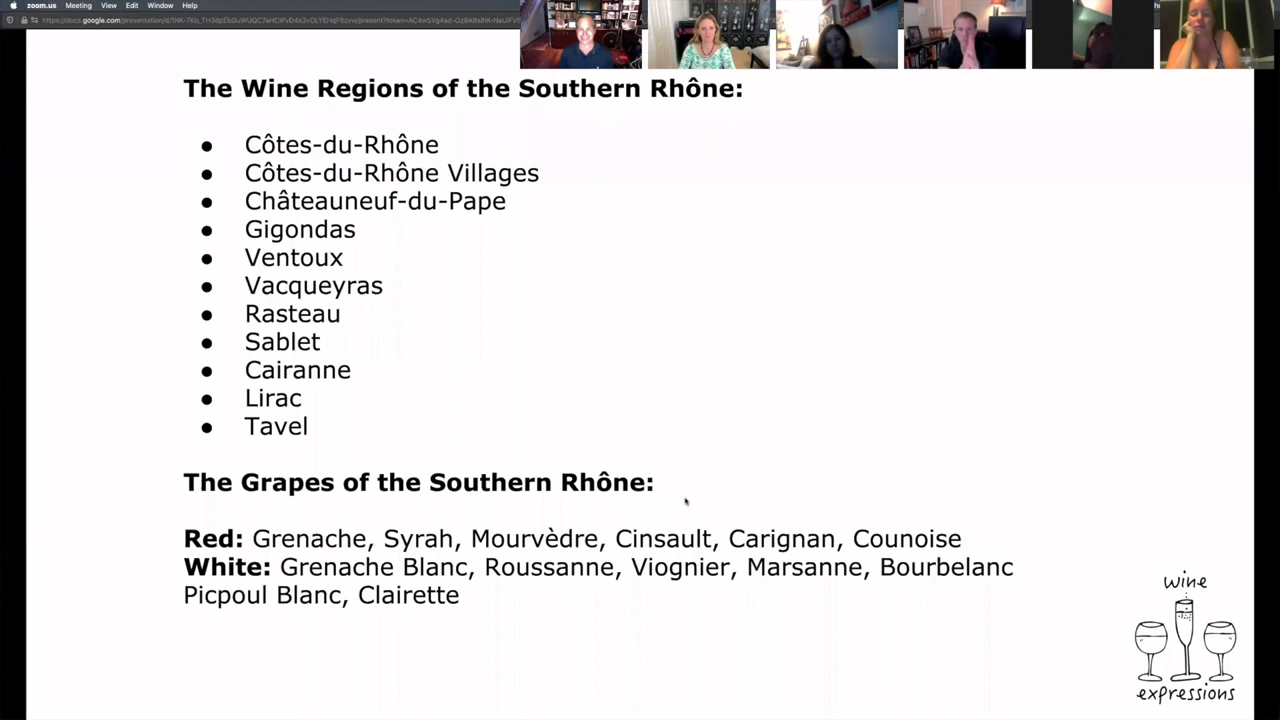 zoom.us Meeting View Edit Window Help
The Wine Regions of the Southern Rhône:
● Côtes-du-Rhône
● Côtes-du-Rhône Villages
● Châteauneuf-du-Pape
● Gigondas
● Ventoux
● Vacqueyras
● Rasteau
● Sablet
● Cairanne
● Lirac
● Tavel
The Grapes of the Southern Rhône:
Red: Grenache, Syrah, Mourvèdre, Cinsault, Carignan, Counoise
White: Grenache Blanc, Roussanne, Viognier, Marsanne, Bourbelanc
Picpoul Blanc, Clairette
wine
expressions